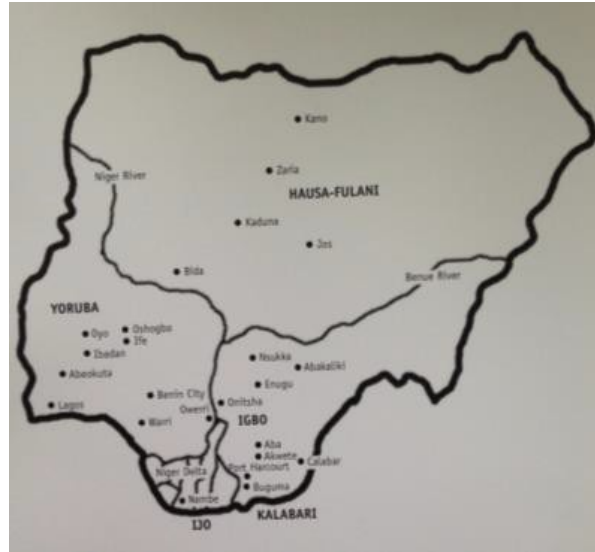 Kano
Zaria
Niger River
HAUSA-FULANI
Kaduna
Jos
Bida
Benue River
YORUBA
Oyo
Oshogbo
Ife
Ibadan
Nsukka
Abakaliki
Abeokuta
Enugu
Benin City
Onitsha
Lagos
Owerri
Warri
IGBO
Aba
Akwete
Calabar
Port Harcourt
Niger Delta
Buguma
Nembe
KALABARI
IJO